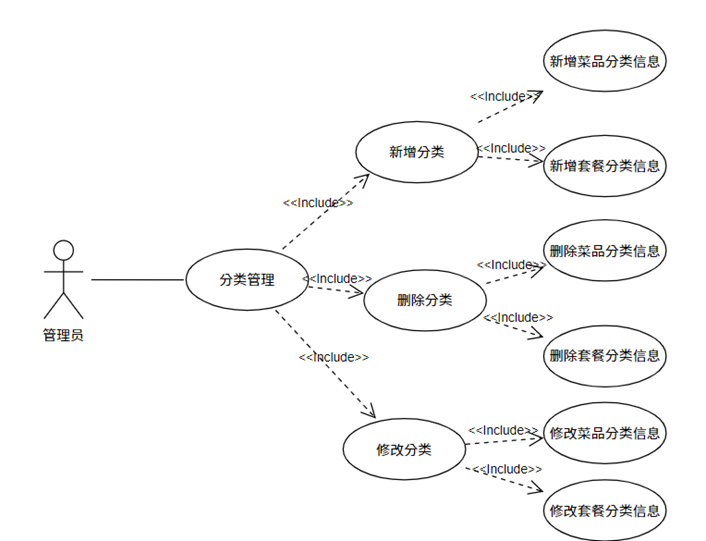 新增菜品分类信息
<<Include>>
新增分类
<<Include>>
新增套餐分类信息
<<Include>>
删除菜品分类信息
<<Include>>
分类管理
<<Include>>
删除分类
<<Include>>
管理员
删除套餐分类信息
<<Include>>
<<Include>>
修改菜品分类信息
修改分类
<<Include>>
修改套餐分类信息